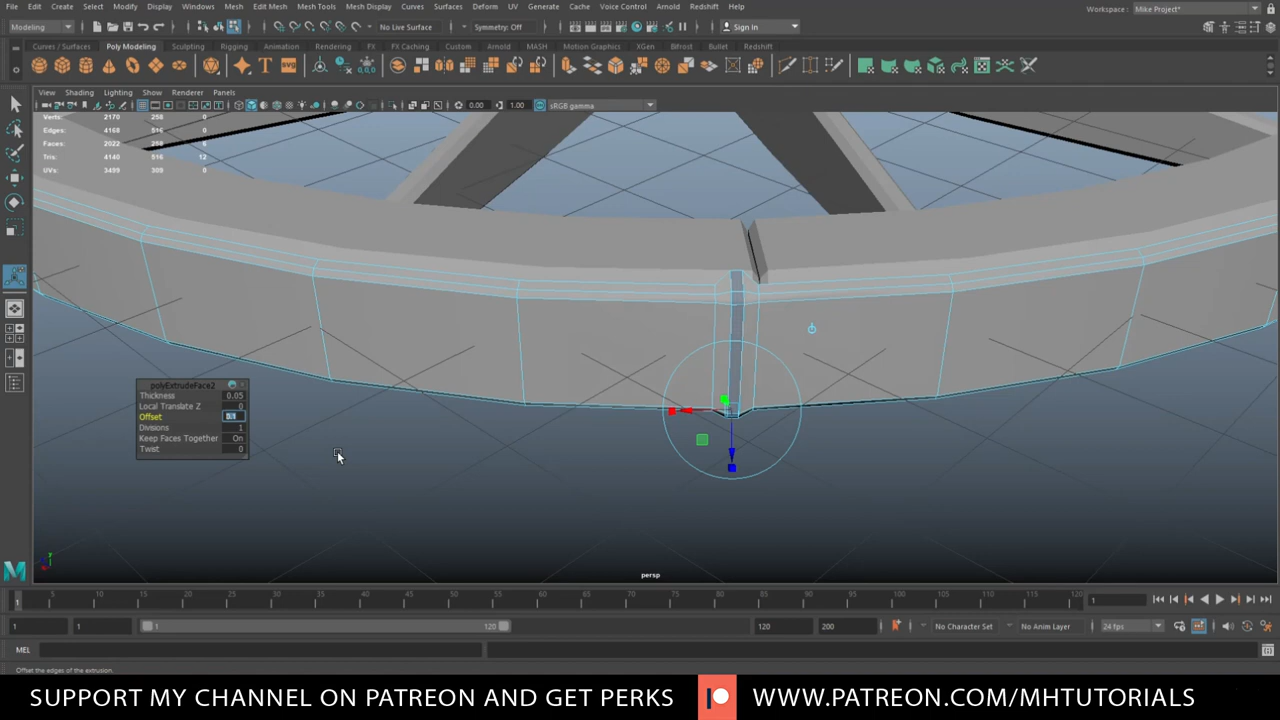 File Edit Create Select Modify Display Windows Mesh Edit Mesh Mesh Tools Mesh Display Curves Surfaces Deform UV Generate Cache Voice Control Arnold Redshift Help
Workspace: Mike Project*
Modeling
No Live Surface
Symmetry: Off
Sign In
Curves / Surfaces Poly Modeling Sculpting Rigging Animation Rendering FX FX Caching Custom Arnold MASH Motion Graphics XGen Bifrost Bullet Redshift
View Shading Lighting Show Renderer Panels
0.00 1.00 sRGB gamma
Verts: 2170 258 0
Edges: 4168 516 0
Faces: 2022 258 6
Tris: 4140 516 12
UVs: 3499 309 0
polyExtrudeFace2
Thickness 0.05
Local Translate Z 0
Offset
Divisions 1
Keep Faces Together On
Twist 0
persp
1 5 10 15 20 25 30 35 40 45 50 55 60 65 70 75 80 85 90 95 100 105 110 115 120 1
1 1 1 120 120 200 No Character Set No Anim Layer 24 fps
MEL
Offset the edges of the extrusion.
SUPPORT MY CHANNEL ON PATREON AND GET PERKS WWW.PATREON.COM/MHTUTORIALS